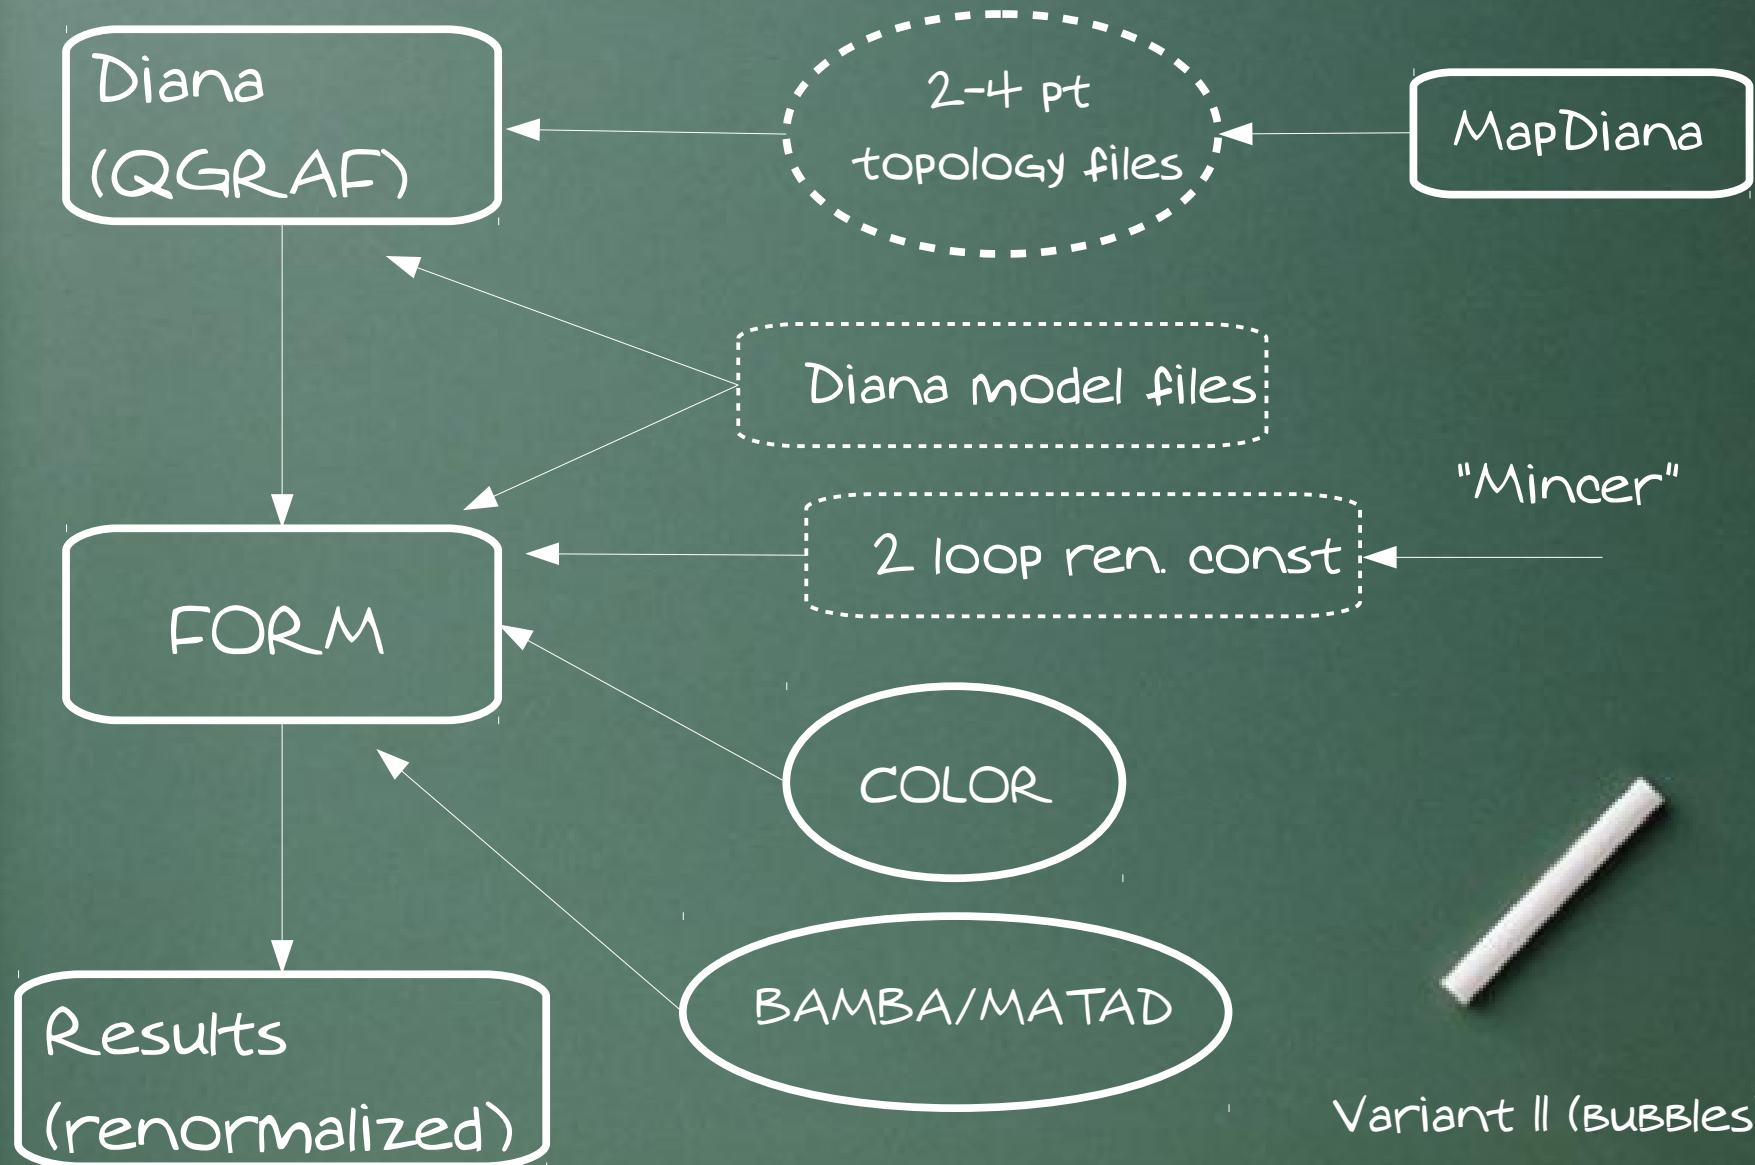 Diana
(QGRAF)
2-4 pt
topology files
MapDiana
Diana model files
"Mincer"
2 loop ren. const
FORM
COLOR
BAMBA/MATAD
Results
(renormalized)
Variant II (Bubbles